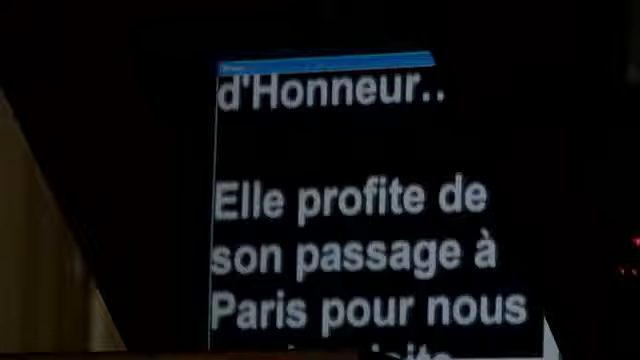 d'Honneur..
Elle profite de
son passage à
Paris pour nous